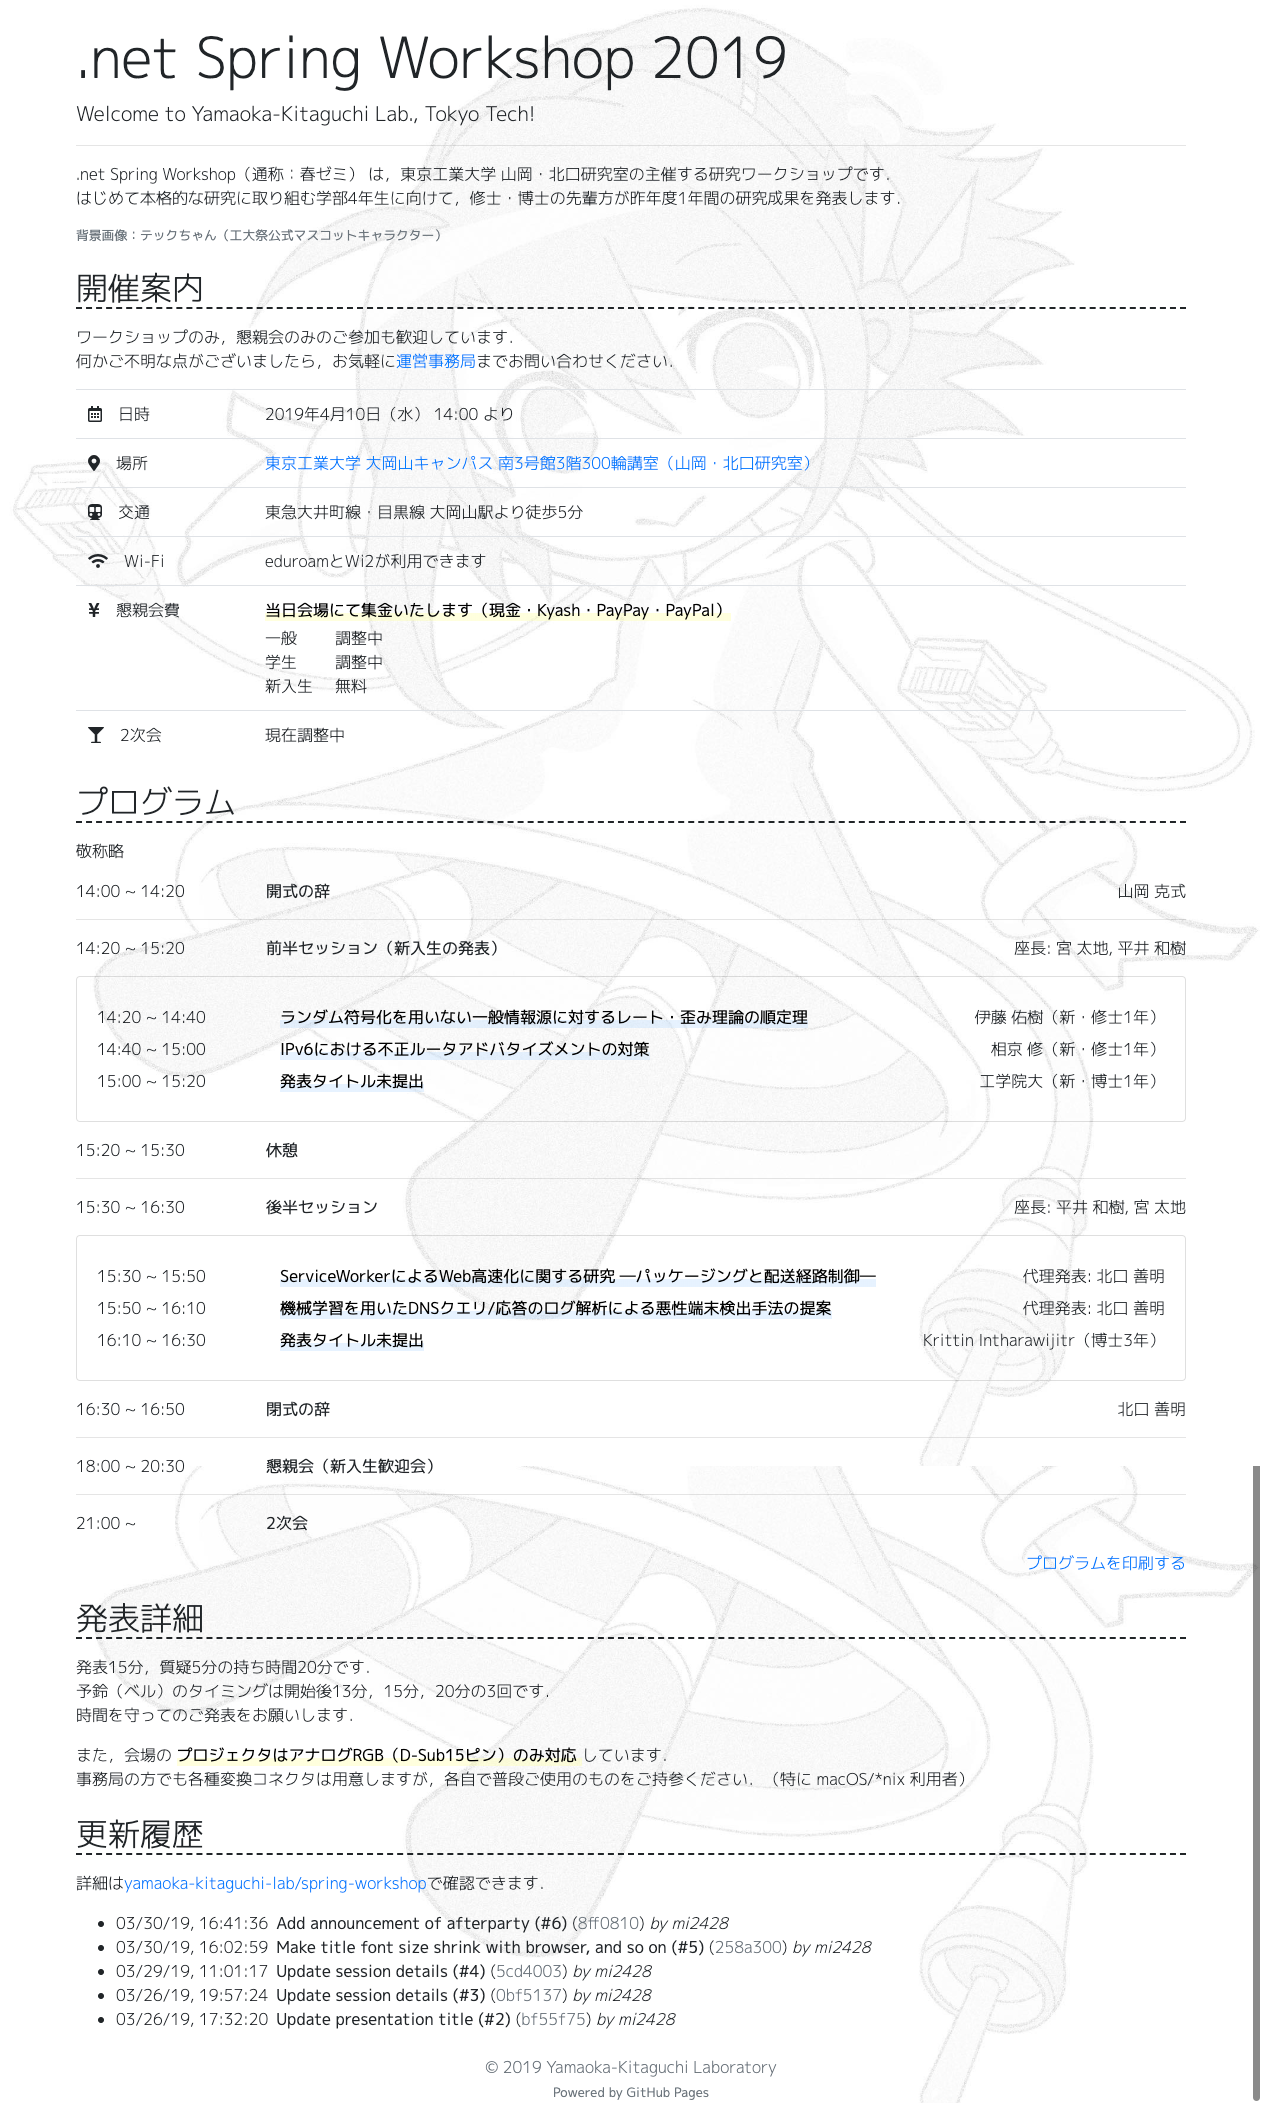 .net Spring Workshop 2019
Welcome to Yamaoka-Kitaguchi Lab., Tokyo Tech!
.net Spring Workshop（通称：春ゼミ） は，東京工業大学 山岡・北口研究室の主催する研究ワークショップです．
はじめて本格的な研究に取り組む学部4年生に向けて，修士・博士の先輩方が昨年度1年間の研究成果を発表します．
背景画像：テックちゃん（工大祭公式マスコットキャラクター）
開催案内
ワークショップのみ，懇親会のみのご参加も歓迎しています．
何かご不明な点がございましたら，お気軽に運営事務局までお問い合わせください．
日時 2019年4月10日（水） 14:00 より
場所 東京工業大学 大岡山キャンパス 南3号館3階300輪講室（山岡・北口研究室）
交通 東急大井町線・目黒線 大岡山駅より徒歩5分
Wi-Fi eduroamとWi2が利用できます
¥ 懇親会費 当日会場にて集金いたします（現金・Kyash・PayPay・PayPal）
一般 調整中
学生 調整中
新入生 無料
2次会 現在調整中
プログラム
敬称略
14:00 ~ 14:20 開式の辞 山岡 克式
14:20 ~ 15:20 前半セッション（新入生の発表） 座長: 宮 太地, 平井 和樹
14:20 ~ 14:40 ランダム符号化を用いない一般情報源に対するレート・歪み理論の順定理 伊藤 佑樹（新・修士1年）
14:40 ~ 15:00 IPv6における不正ルータアドバタイズメントの対策 相京 修（新・修士1年）
15:00 ~ 15:20 発表タイトル未提出 工学院大（新・博士1年）
15:20 ~ 15:30 休憩
15:30 ~ 16:30 後半セッション 座長: 平井 和樹, 宮 太地
15:30 ~ 15:50 ServiceWorkerによるWeb高速化に関する研究 ―パッケージングと配送経路制御― 代理発表: 北口 善明
15:50 ~ 16:10 機械学習を用いたDNSクエリ/応答のログ解析による悪性端末検出手法の提案 代理発表: 北口 善明
16:10 ~ 16:30 発表タイトル未提出 Krittin Intharawijitr（博士3年）
16:30 ~ 16:50 閉式の辞 北口 善明
18:00 ~ 20:30 懇親会（新入生歓迎会）
21:00 ~ 2次会
プログラムを印刷する
発表詳細
発表15分，質疑5分の持ち時間20分です．
予鈴（ベル）のタイミングは開始後13分，15分，20分の3回です．
時間を守ってのご発表をお願いします．
また，会場の プロジェクタはアナログRGB（D-Sub15ピン）のみ対応 しています．
事務局の方でも各種変換コネクタは用意しますが，各自で普段ご使用のものをご持参ください．（特に macOS/*nix 利用者）
更新履歴
詳細はyamaoka-kitaguchi-lab/spring-workshopで確認できます．
• 03/30/19, 16:41:36 Add announcement of afterparty (#6) (8ff0810) by mi2428
• 03/30/19, 16:02:59 Make title font size shrink with browser, and so on (#5) (258a300) by mi2428
• 03/29/19, 11:01:17 Update session details (#4) (5cd4003) by mi2428
• 03/26/19, 19:57:24 Update session details (#3) (0bf5137) by mi2428
• 03/26/19, 17:32:20 Update presentation title (#2) (bf55f75) by mi2428
© 2019 Yamaoka-Kitaguchi Laboratory
Powered by GitHub Pages